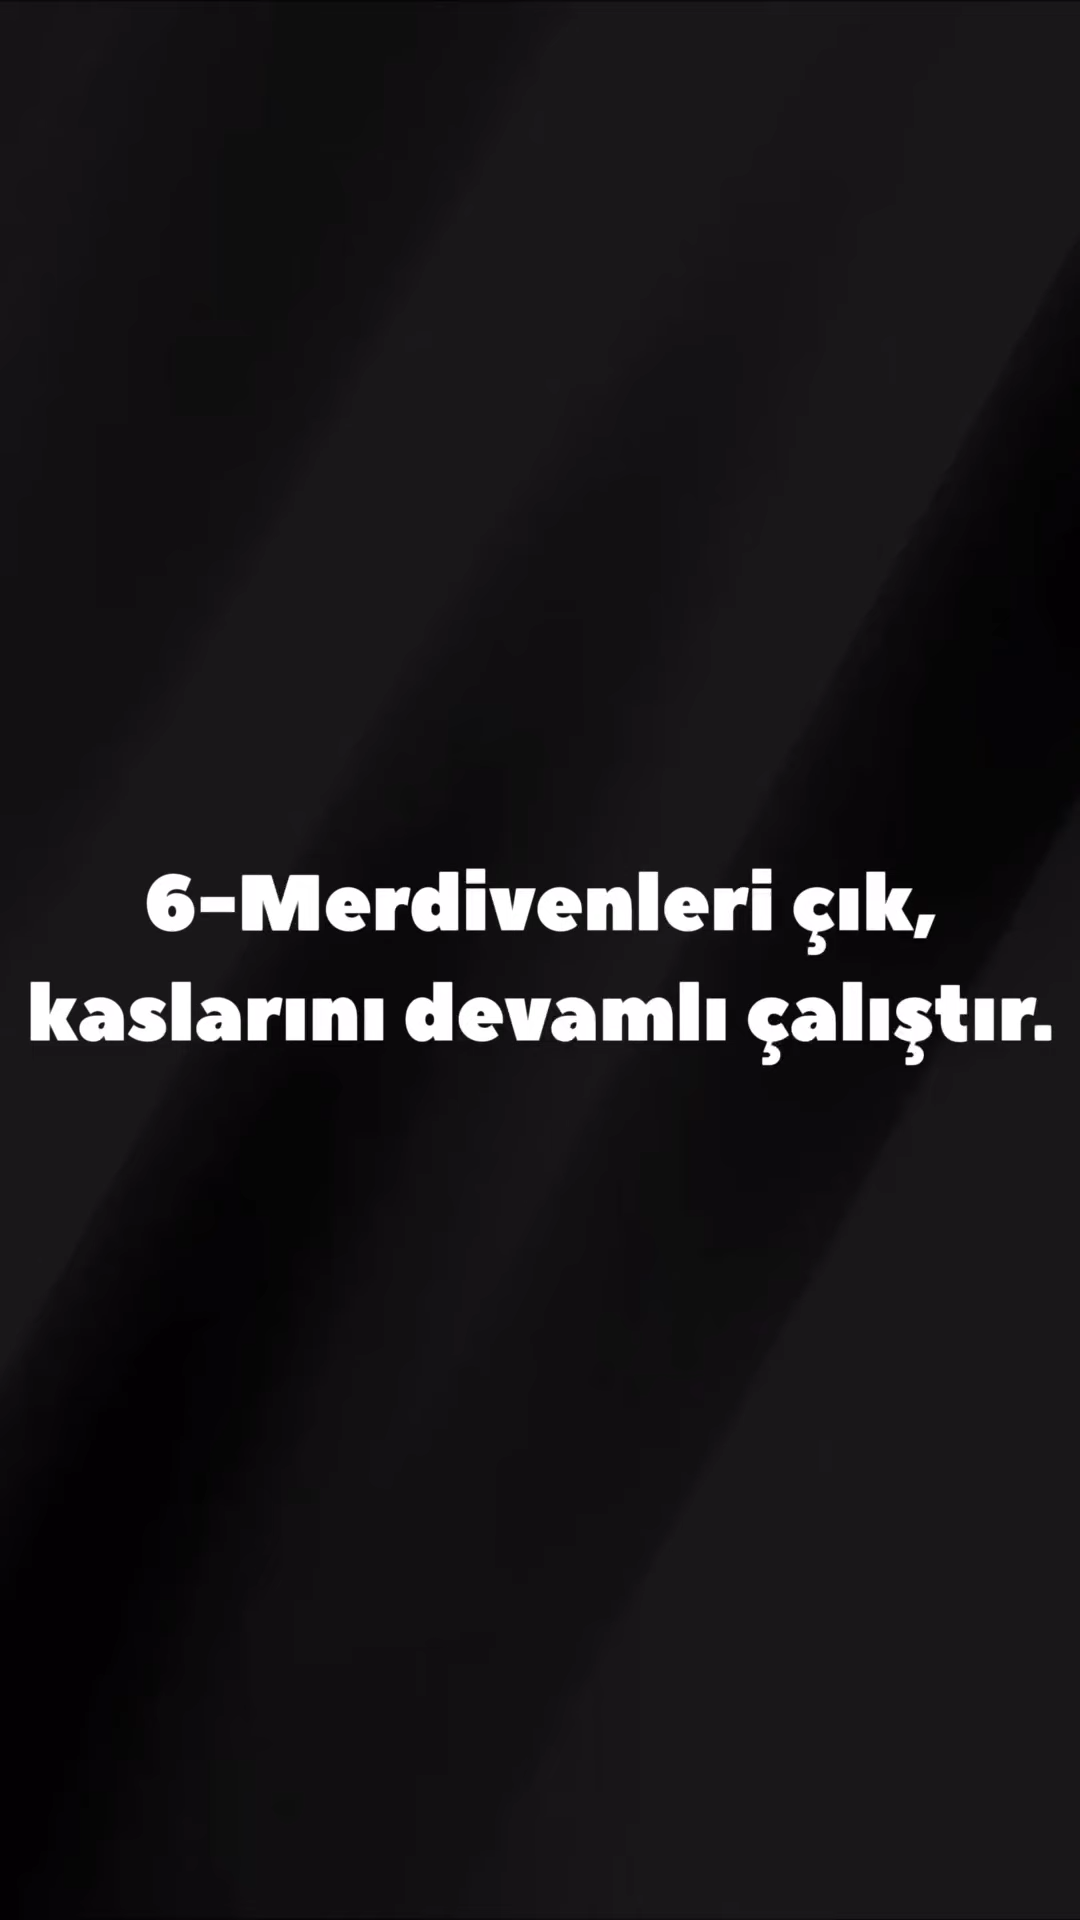 6-Merdivenleri çık,
kaslarını devamlı çalıştır.